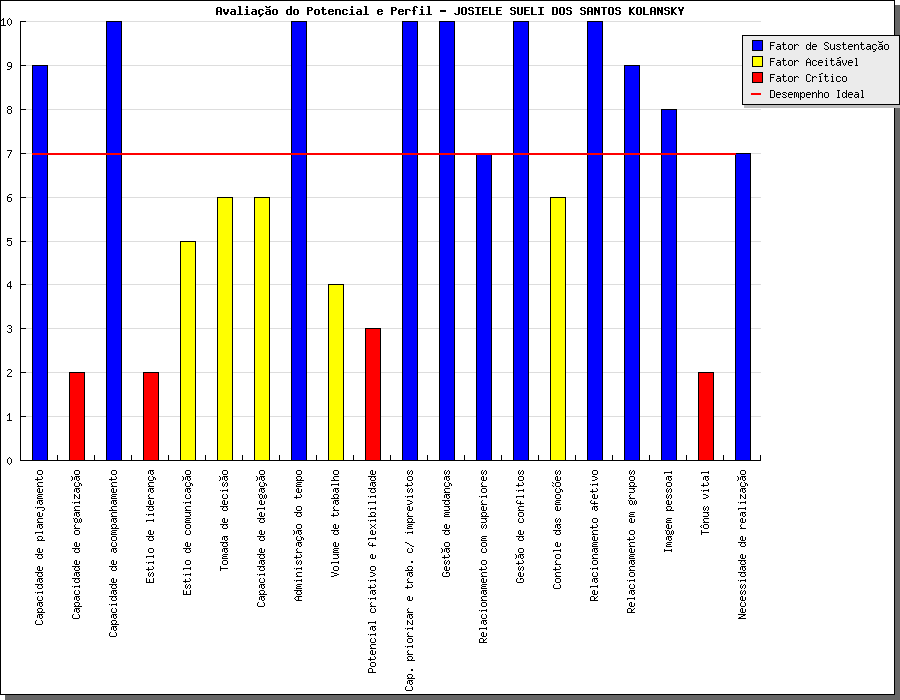 Avaliação do Potencial e Perfil - JOSIELE SUELI DOS SANTOS KOLANSKY
Fator de Sustentação
Fator Aceitável
Fator Crítico
Desempenho Ideal
10
9
8
7
6
5
4
3
2
1
0
Capacidade de planejamento
Capacidade de organização
Capacidade de acompanhamento
Estilo de liderança
Estilo de comunicação
Tomada de decisão
Capacidade de delegação
Administração do tempo
Volume de trabalho
Potencial criativo e flexibilidade
Cap. priorizar e trab. c/ imprevistos
Gestão de mudanças
Relacionamento com superiores
Gestão de conflitos
Controle das emoções
Relacionamento afetivo
Relacionamento em grupos
Imagem pessoal
Tônus vital
Necessidade de realização